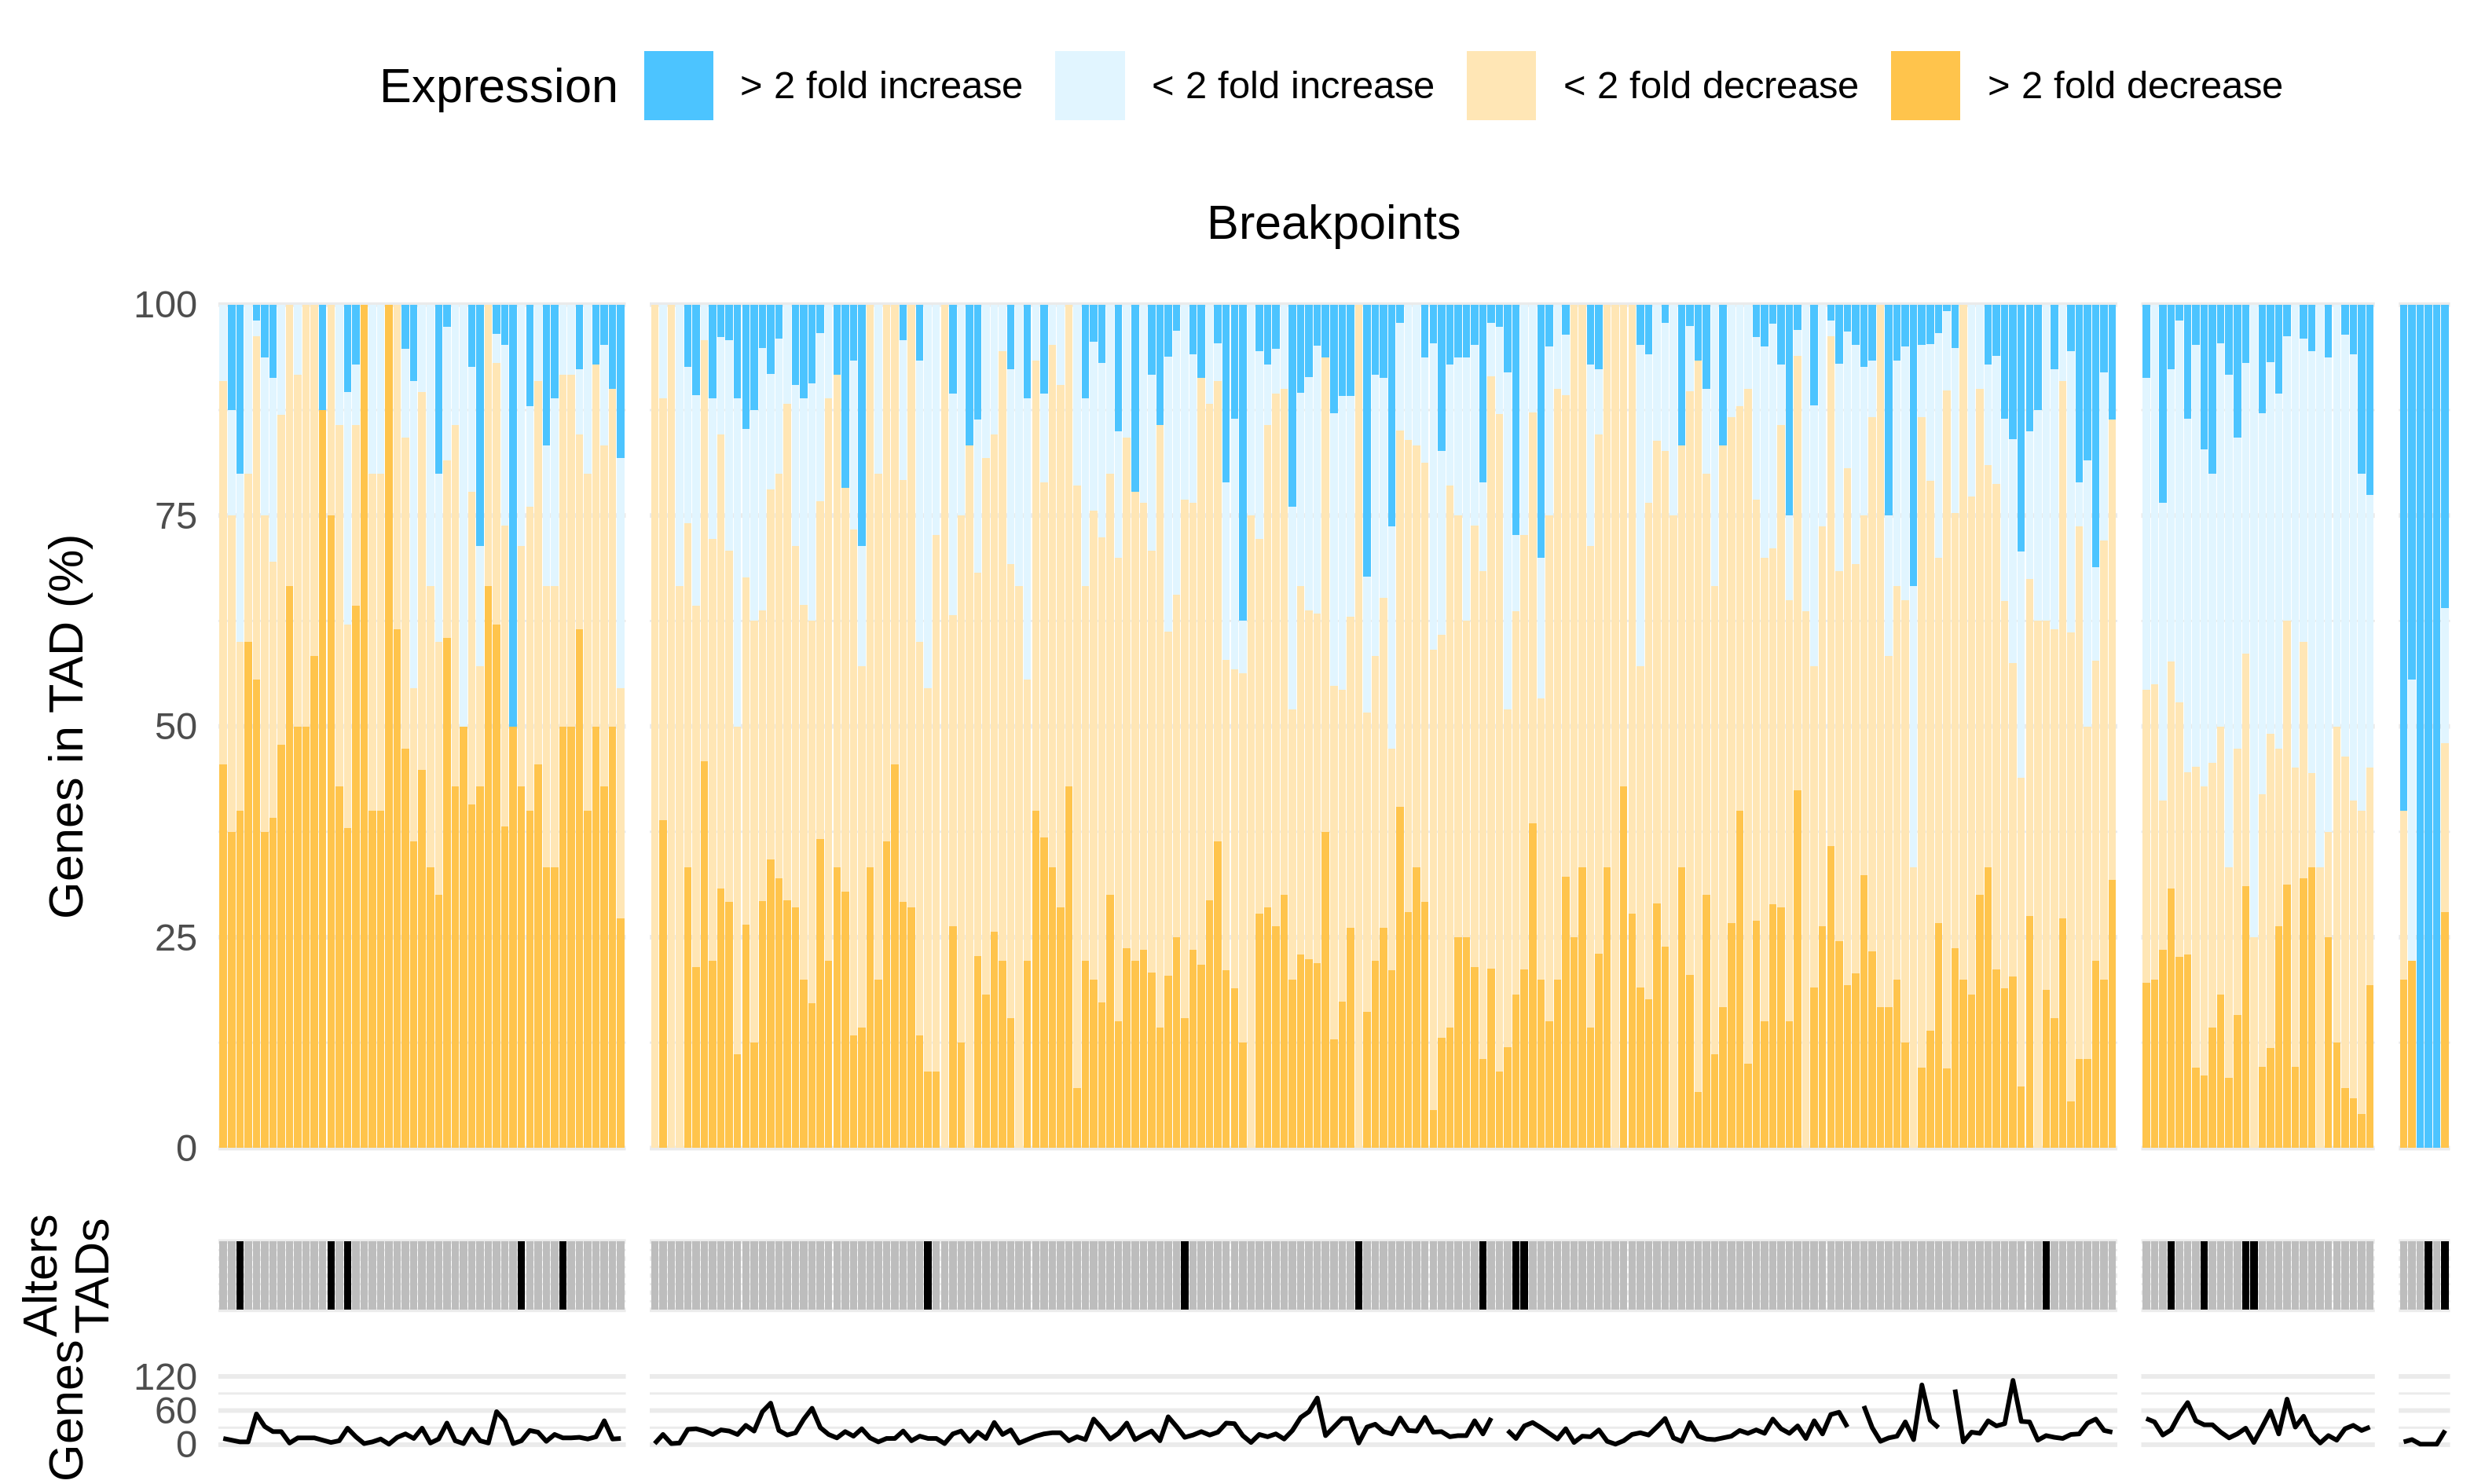 Expression > 2 fold increase < 2 fold increase < 2 fold decrease > 2 fold decrease
Breakpoints
Genes in TAD (%)
100
75
50
25
0
Alters
TADs
Genes
120
60
0